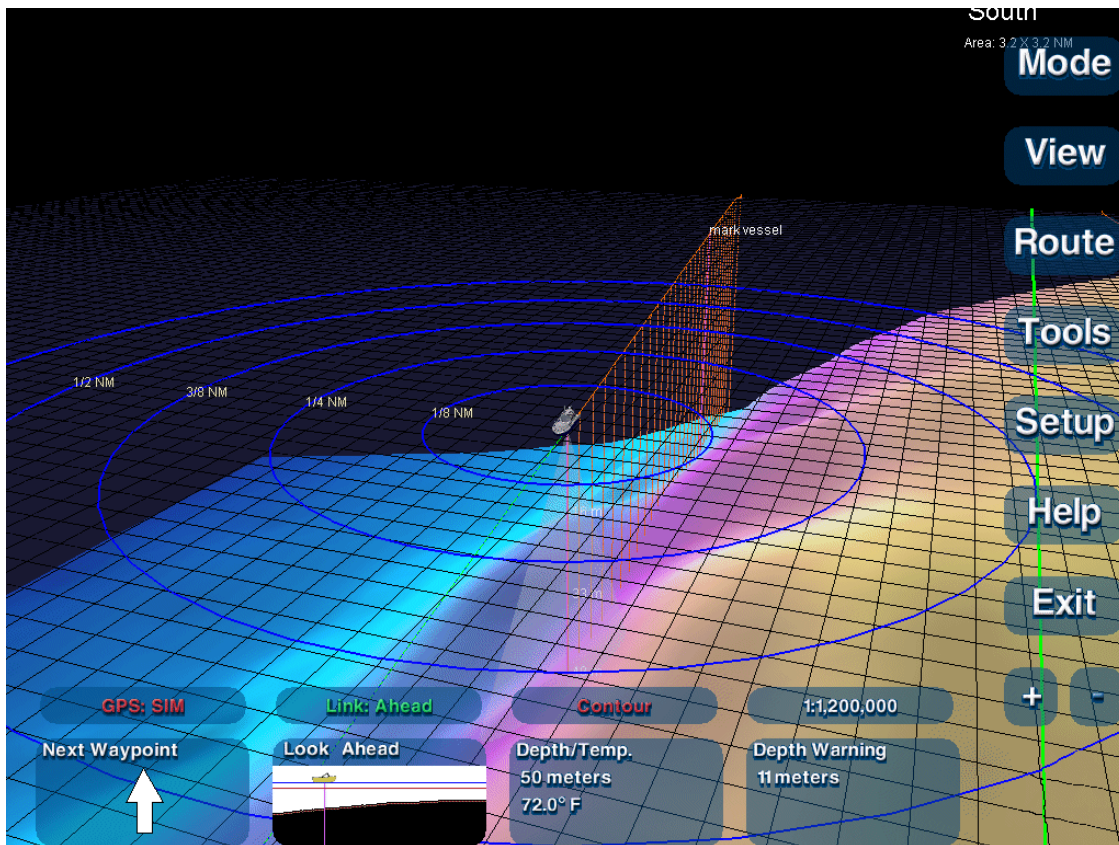 South
Area: 3.2 X 3.2 NM
Mode
View
mark vessel
Route
Tools
1/2 NM
3/8 NM
1/4 NM
1/8 NM
Setup
Help
33 m
Exit
GPS: SIM
Link: Ahead
Contour
1:1,200,000
+
-
Next Waypoint
Look Ahead
Depth/Temp.
50 meters
72.0° F
Depth Warning
11 meters